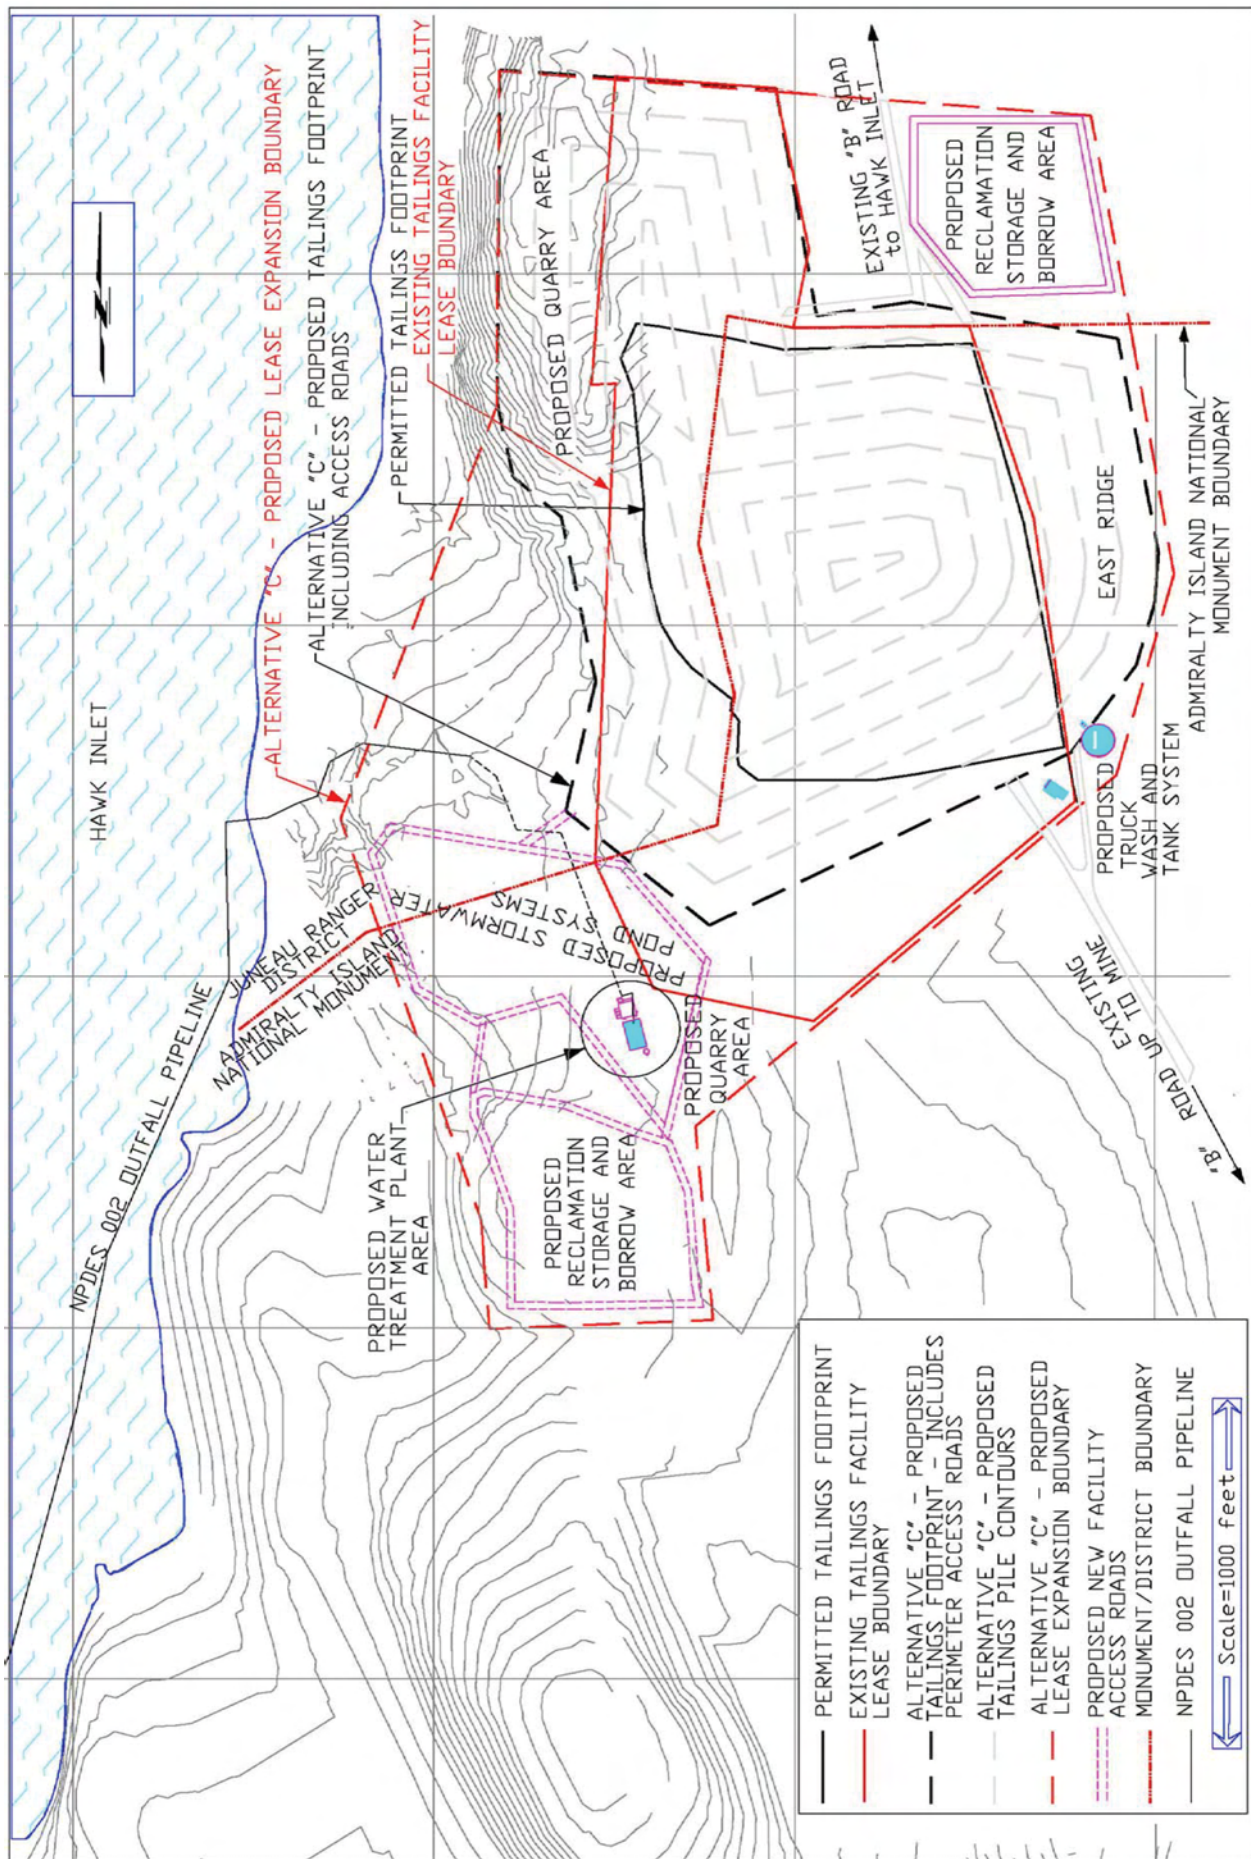 HAWK INLET
NPDES 002 OUTFALL PIPELINE
JUNEAU RANGER
DISTRICT
ADMIRALTY ISLAND
NATIONAL MONUMENT
ALTERNATIVE "C" - PROPOSED LEASE EXPANSION BOUNDARY
ALTERNATIVE "C" - PROPOSED TAILINGS FOOTPRINT
INCLUDING ACCESS ROADS
PERMITTED TAILINGS FOOTPRINT
EXISTING TAILINGS FACILITY
LEASE BOUNDARY
N
PROPOSED QUARRY AREA
PROPOSED STORMWATER
POND SYSTEMS
PROPOSED WATER
TREATMENT PLANT
AREA
PROPOSED
RECLAMATION
STORAGE AND
BORROW AREA
PROPOSED
QUARRY
AREA
EXISTING "B" ROAD
to HAWK INLET
PROPOSED
RECLAMATION
STORAGE AND
BORROW AREA
EAST RIDGE
PROPOSED
TRUCK
WASH AND
TANK SYSTEM
ADMIRALTY ISLAND NATIONAL
MONUMENT BOUNDARY
EXISTING
"B" ROAD UP TO MINE
PERMITTED TAILINGS FOOTPRINT
EXISTING TAILINGS FACILITY
LEASE BOUNDARY
ALTERNATIVE "C" - PROPOSED
TAILINGS FOOTPRINT - INCLUDES
PERIMETER ACCESS ROADS
ALTERNATIVE "C" - PROPOSED
TAILINGS PILE CONTOURS
ALTERNATIVE "C" - PROPOSED
LEASE EXPANSION BOUNDARY
PROPOSED NEW FACILITY
ACCESS ROADS
MONUMENT/DISTRICT BOUNDARY
NPDES 002 OUTFALL PIPELINE
Scale=1000 feet